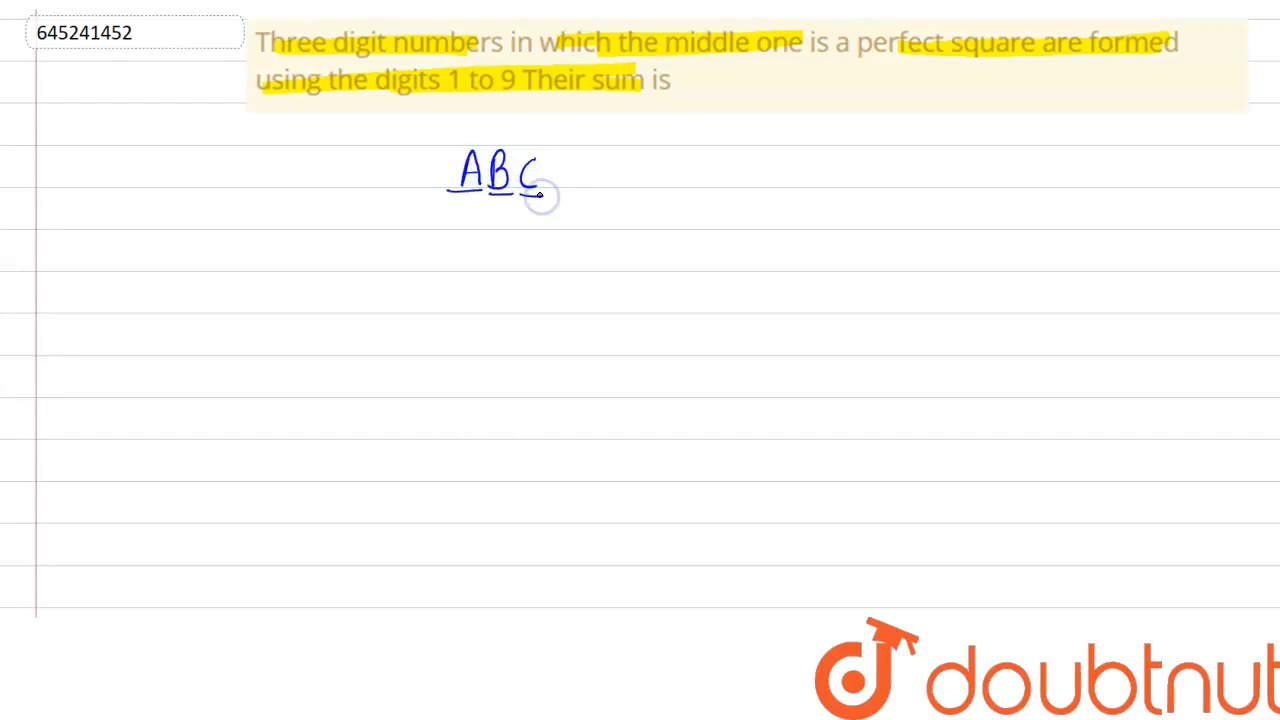 645241452
Three digit numbers in which the middle one is a perfect square are formed
using the digits 1 to 9 Their sum is
A B C
doubtnut